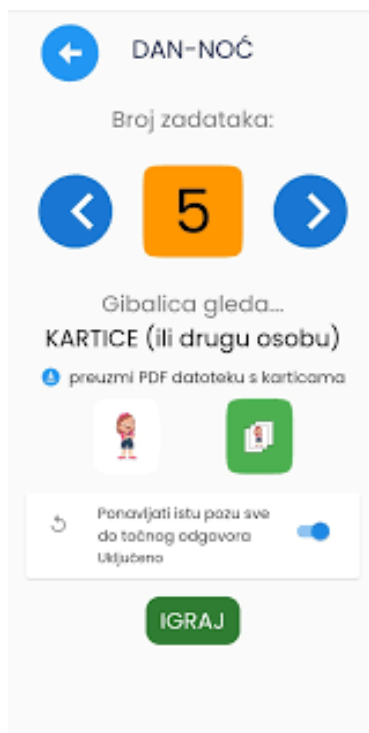 DAN-NOĆ
Broj zadataka:
5
Gibalica gleda...
KARTICE (ili drugu osobu)
preuzmi PDF datoteku s karticama
Ponavljati istu pozu sve
do točnog odgovora
Uključeno
IGRAJ